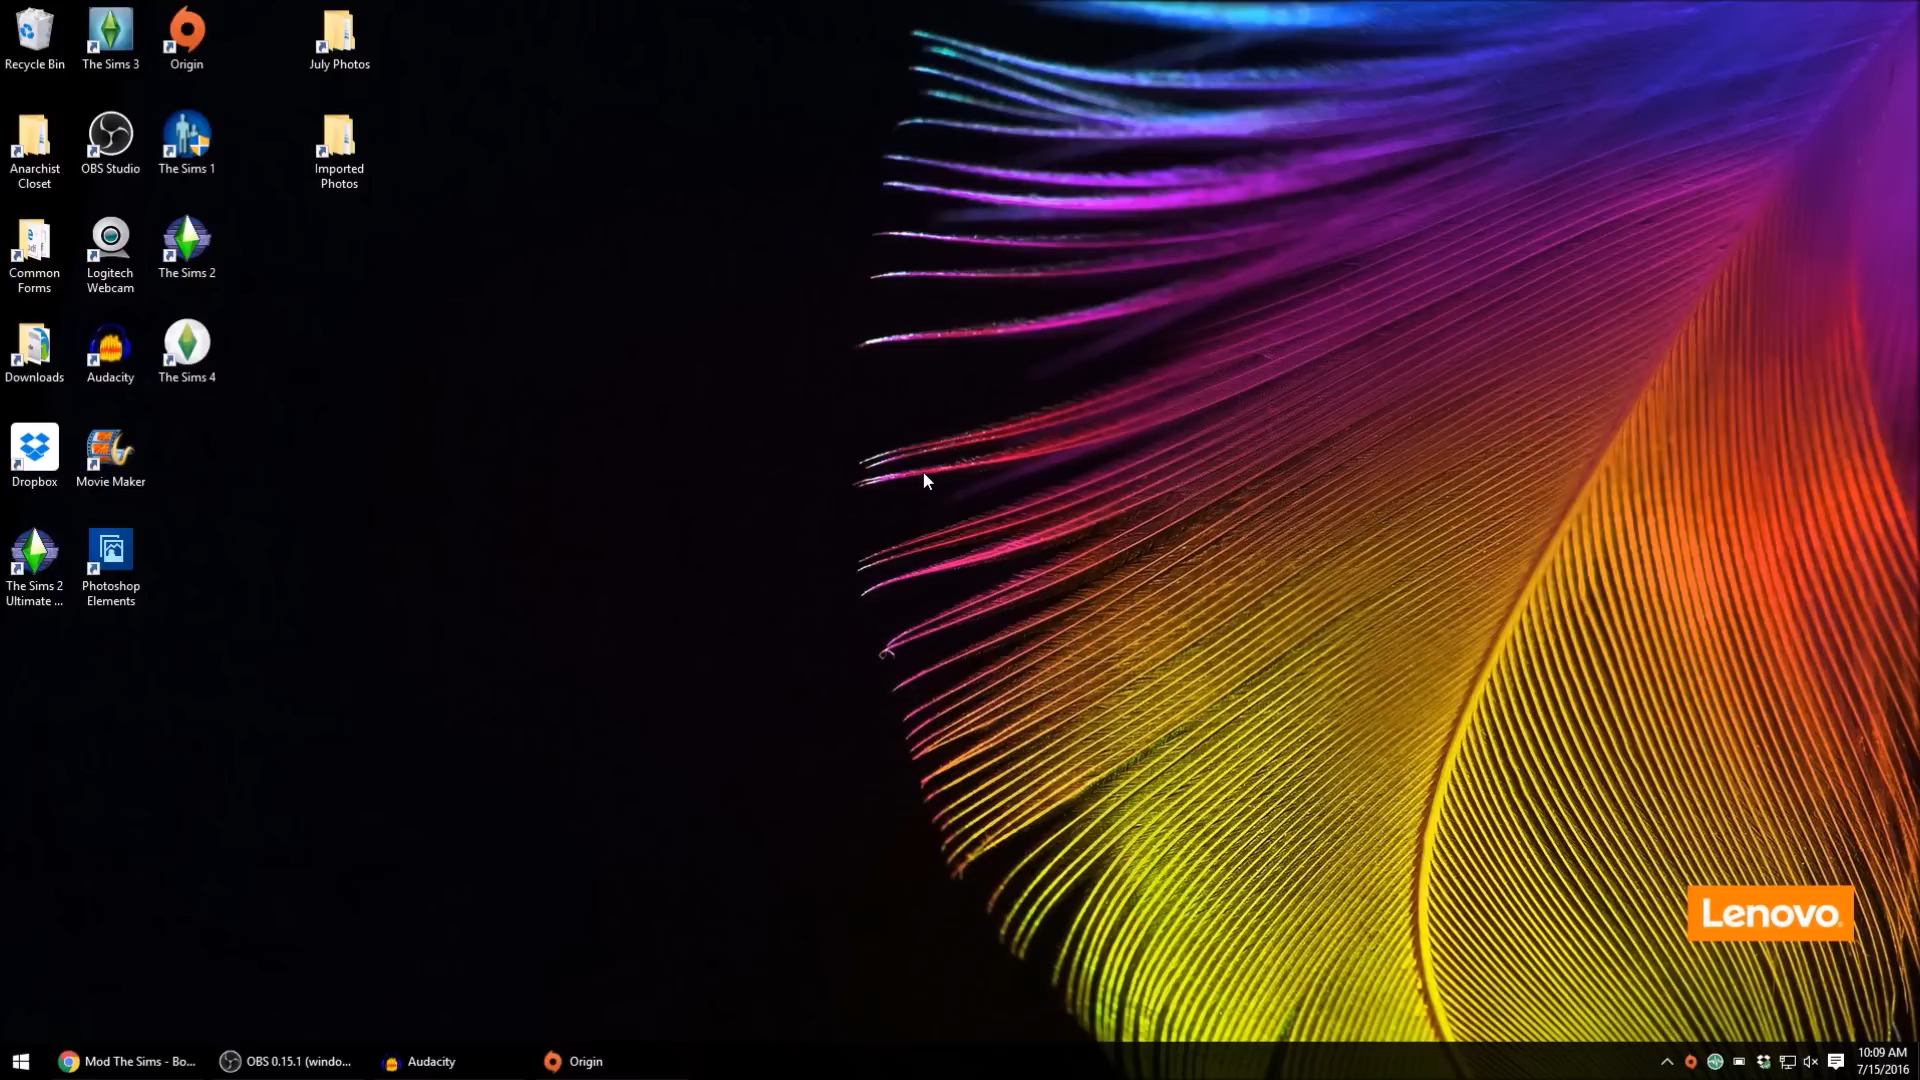 Recycle Bin
The Sims 3
Origin
July Photos
Anarchist
Closet
OBS Studio
The Sims 1
Imported
Photos
Common
Forms
Logitech
Webcam
The Sims 2
Downloads
Audacity
The Sims 4
Dropbox
Movie Maker
The Sims 2
Ultimate ...
Photoshop
Elements
Lenovo
Mod The Sims - Bo...
OBS 0.15.1 (windo...
Audacity
Origin
10:09 AM
7/15/2016